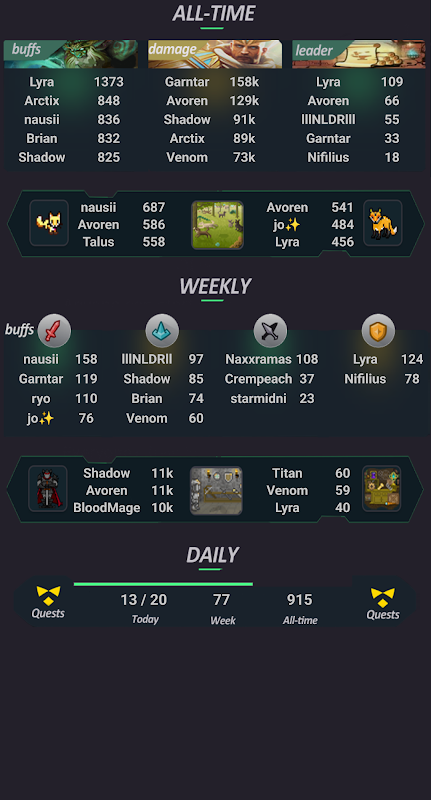 ALL-TIME
buffs damage leader
Lyra 1373 Garntar 158k Lyra 109
Arctix 848 Avoren 129k Avoren 66
nausii 836 Shadow 91k lllNLDRlll 55
Brian 832 Arctix 89k Garntar 33
Shadow 825 Venom 73k Nifilius 18
nausii 687 Avoren 541
Avoren 586 jo✨ 484
Talus 558 Lyra 456
WEEKLY
buffs
nausii 158 lllNLDRll 97 Naxxramas 108 Lyra 124
Garntar 119 Shadow 85 Crempeach 37 Nifilius 78
ryo 110 Brian 74 starmidni 23
jo✨ 76 Venom 60
Shadow 11k Titan 60
Avoren 11k Venom 59
BloodMage 10k Lyra 40
DAILY
Quests 13 / 20 77 915 Quests
Today Week All-time